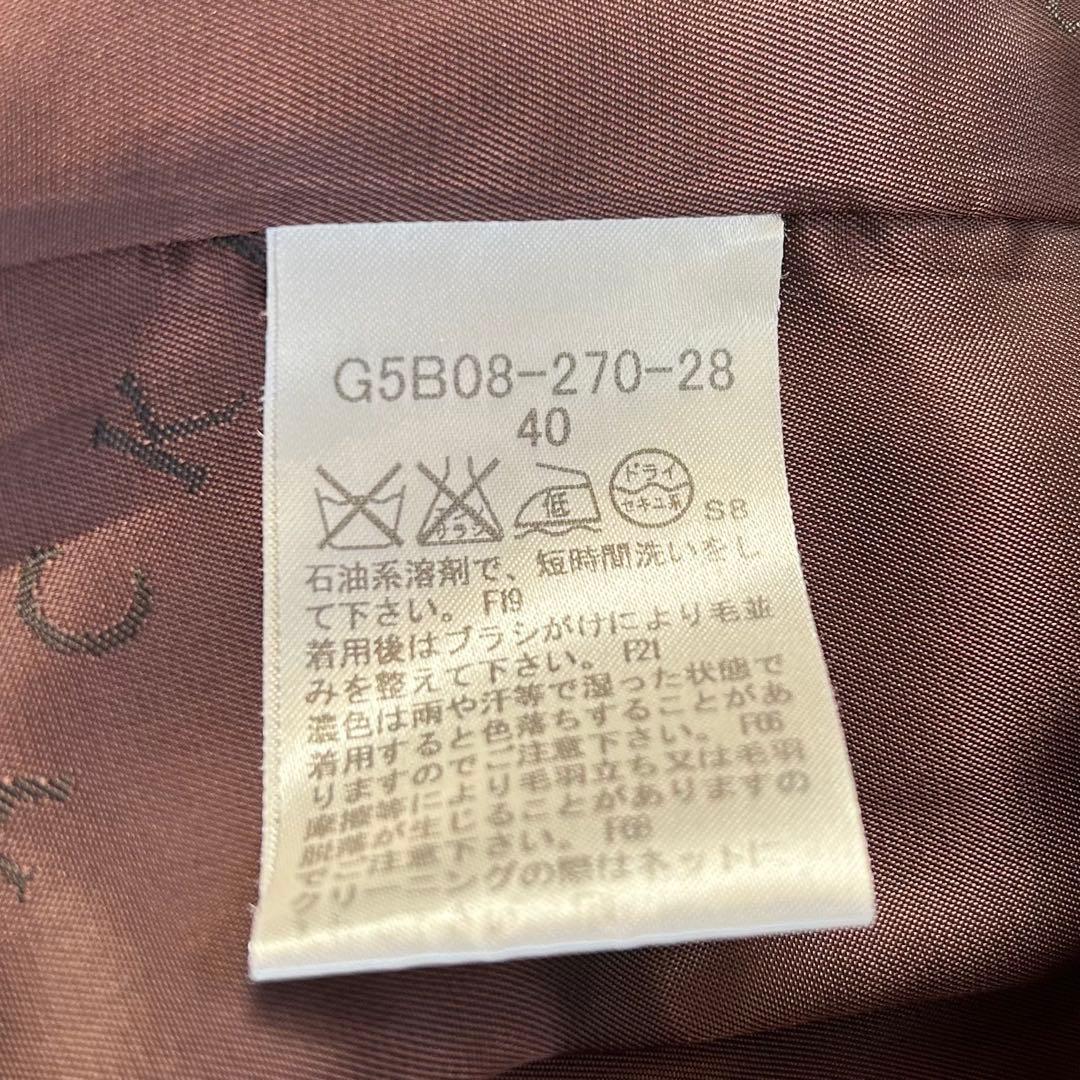 G5B08-270-28
40
エンソ
サラシ
低
ドライ
セキユ系
S8
石油系溶剤で、短時間洗いをし
て下さい。 F19
着用後はブラシがけにより毛並
みを整えて下さい。 F21
濃色は雨や汗等で湿った状態で
着用すると色落ちすることがあ
りますのでご注意下さい。 F06
摩擦等により毛羽立ち又は毛羽
脱落が生じることがありますの
でご注意下さい。 F08
クリーニングの際はネットに
K
C